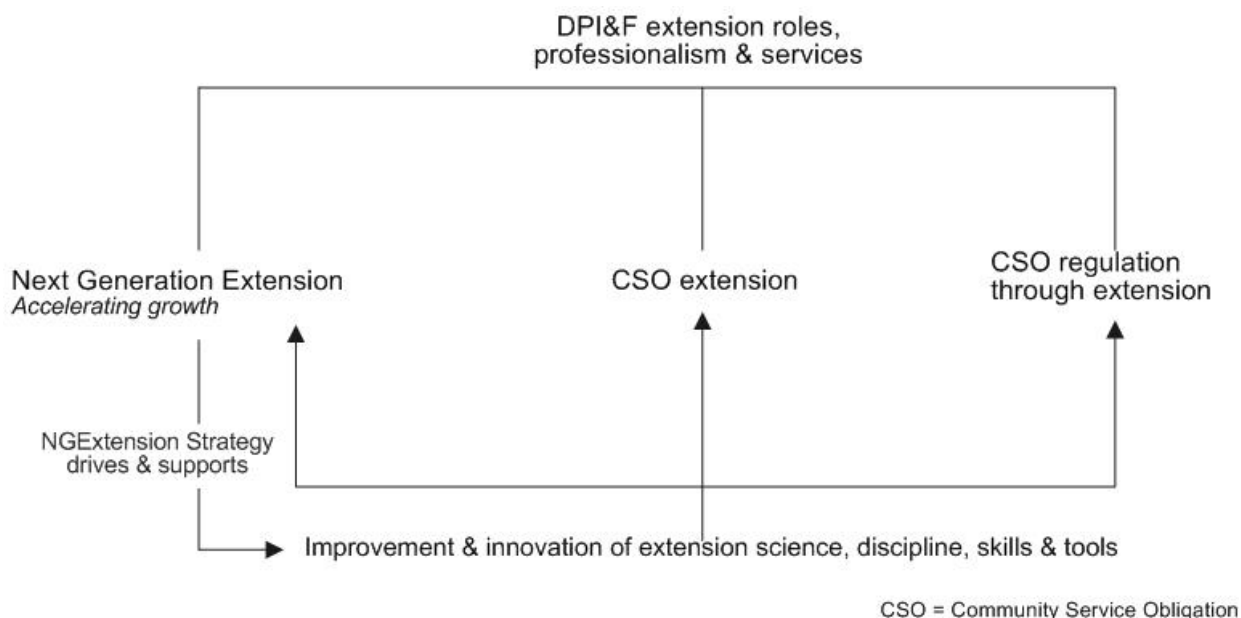 DPI&F extension roles,
professionalism & services
Next Generation Extension
Accelerating growth
CSO extension
CSO regulation
through extension
NGExtension Strategy
drives & supports
Improvement & innovation of extension science, discipline, skills & tools
CSO = Community Service Obligation